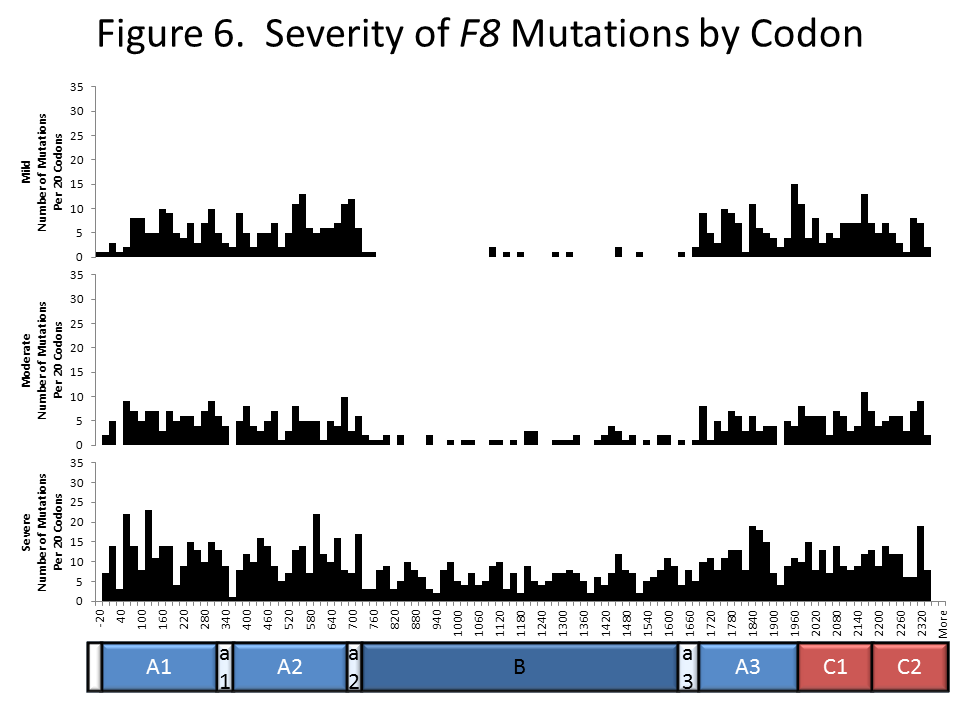 Figure 6. Severity of F8 Mutations by Codon
Mild
Number of Mutations
Per 20 Codons
35
30
25
20
15
10
5
0
Moderate
Number of Mutations
Per 20 Codons
35
30
25
20
15
10
5
0
Severe
Number of Mutations
Per 20 Codons
35
30
25
20
15
10
5
0
-20 40 100 160 220 280 340 400 460 520 580 640 700 760 820 880 940 1000 1060 1120 1180 1240 1300 1360 1420 1480 1540 1600 1660 1720 1780 1840 1900 1960 2020 2080 2140 2200 2260 2320 More
A1 a1 A2 a2 B a3 A3 C1 C2